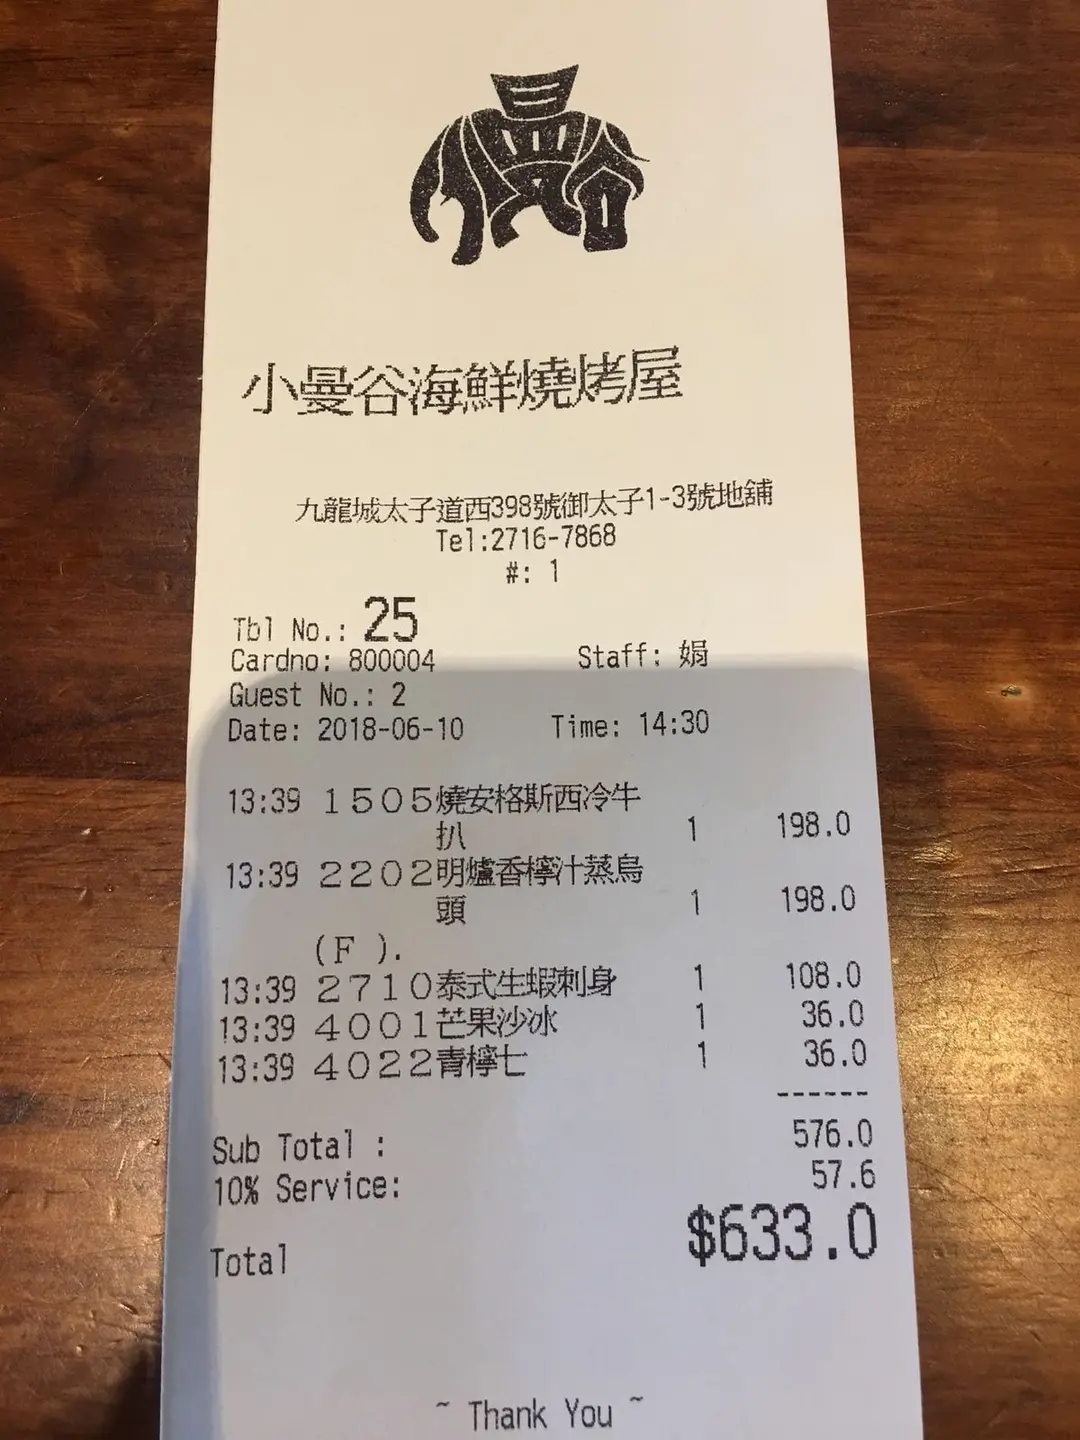 小曼谷
小曼谷海鮮燒烤屋
九龍城太子道西398號御太子1-3號地舖
Tel:2716-7868
#: 1
Tbl No.: 25
Cardno: 800004 Staff: 娟
Guest No.: 2
Date: 2018-06-10 Time: 14:30
13:39 1505燒安格斯西冷牛
扒 1 198.0
13:39 2202明爐香檸汁蒸烏
頭 1 198.0
(F ).
13:39 2710泰式生蝦刺身 1 108.0
13:39 4001芒果沙冰 1 36.0
13:39 4022青檸七 1 36.0
------
Sub Total : 576.0
10% Service: 57.6
Total $633.0
~ Thank You ~